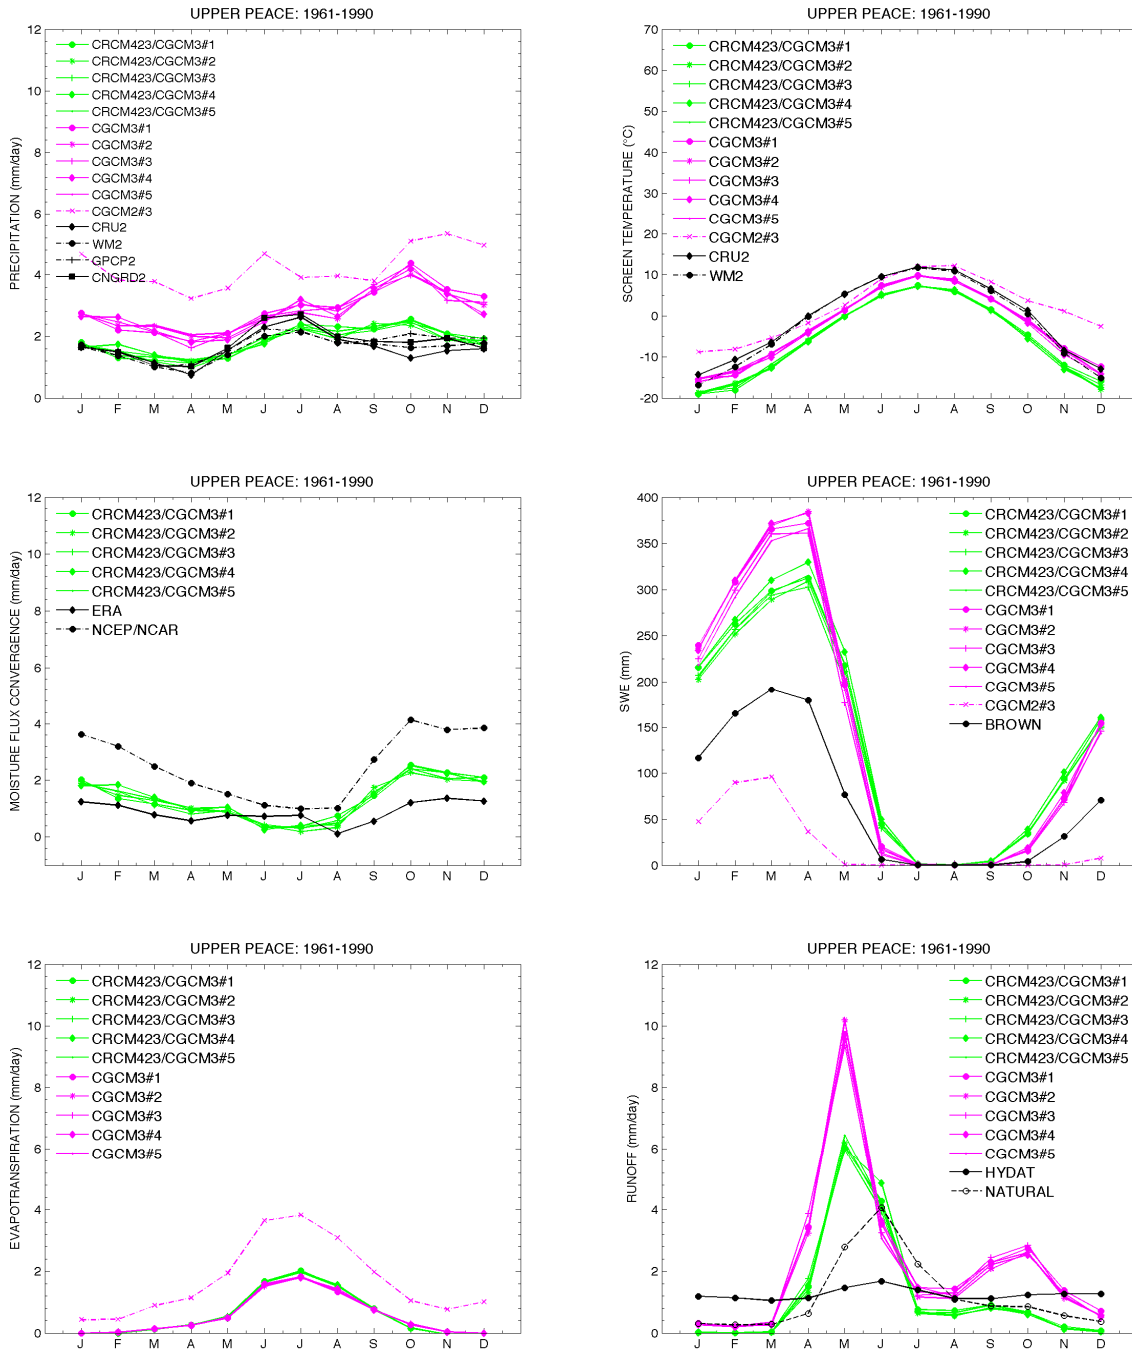 UPPER PEACE: 1961-1990
12
10
8
6
4
2
0
PRECIPITATION (mm/day)
CRCM423/CGCM3#1
CRCM423/CGCM3#2
CRCM423/CGCM3#3
CRCM423/CGCM3#4
CRCM423/CGCM3#5
CGCM3#1
CGCM3#2
CGCM3#3
CGCM3#4
CGCM3#5
CGCM2#3
CRU2
WM2
GPCP2
CNGRD2
J F M A M J J A S O N D
UPPER PEACE: 1961-1990
70
60
50
40
30
20
10
0
-10
-20
SCREEN TEMPERATURE (°C)
CRCM423/CGCM3#1
CRCM423/CGCM3#2
CRCM423/CGCM3#3
CRCM423/CGCM3#4
CRCM423/CGCM3#5
CGCM3#1
CGCM3#2
CGCM3#3
CGCM3#4
CGCM3#5
CGCM2#3
CRU2
WM2
J F M A M J J A S O N D
UPPER PEACE: 1961-1990
12
10
8
6
4
2
0
MOISTURE FLUX CCNVERGENCE (mm/day)
CRCM423/CGCM3#1
CRCM423/CGCM3#2
CRCM423/CGCM3#3
CRCM423/CGCM3#4
CRCM423/CGCM3#5
ERA
NCEP/NCAR
J F M A M J J A S O N D
UPPER PEACE: 1961-1990
400
350
300
250
200
150
100
50
0
SWE (mm)
CRCM423/CGCM3#1
CRCM423/CGCM3#2
CRCM423/CGCM3#3
CRCM423/CGCM3#4
CRCM423/CGCM3#5
CGCM3#1
CGCM3#2
CGCM3#3
CGCM3#4
CGCM3#5
CGCM2#3
BROWN
J F M A M J J A S O N D
UPPER PEACE: 1961-1990
12
10
8
6
4
2
0
EVAPOTRANSPIRATION (mm/day)
CRCM423/CGCM3#1
CRCM423/CGCM3#2
CRCM423/CGCM3#3
CRCM423/CGCM3#4
CRCM423/CGCM3#5
CGCM3#1
CGCM3#2
CGCM3#3
CGCM3#4
CGCM3#5
J F M A M J J A S O N D
UPPER PEACE: 1961-1990
12
10
8
6
4
2
0
RUNOFF (mm/day)
CRCM423/CGCM3#1
CRCM423/CGCM3#2
CRCM423/CGCM3#3
CRCM423/CGCM3#4
CRCM423/CGCM3#5
CGCM3#1
CGCM3#2
CGCM3#3
CGCM3#4
CGCM3#5
HYDAT
NATURAL
J F M A M J J A S O N D